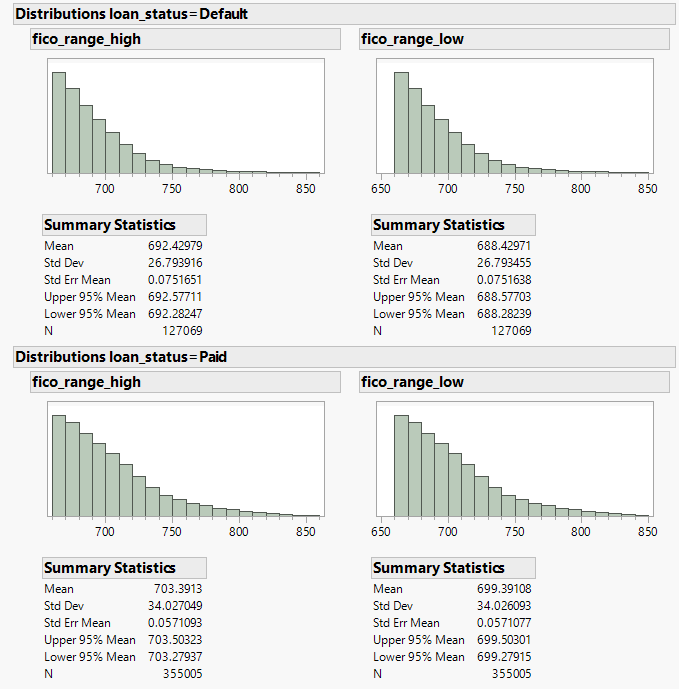 Distributions loan_status=Default
fico_range_high
700 750 800 850
Summary Statistics
Mean 692.42979
Std Dev 26.793916
Std Err Mean 0.0751651
Upper 95% Mean 692.57711
Lower 95% Mean 692.28247
N 127069
fico_range_low
650 700 750 800 850
Summary Statistics
Mean 688.42971
Std Dev 26.793455
Std Err Mean 0.0751638
Upper 95% Mean 688.57703
Lower 95% Mean 688.28239
N 127069
Distributions loan_status=Paid
fico_range_high
700 750 800 850
Summary Statistics
Mean 703.3913
Std Dev 34.027049
Std Err Mean 0.0571093
Upper 95% Mean 703.50323
Lower 95% Mean 703.27937
N 355005
fico_range_low
650 700 750 800 850
Summary Statistics
Mean 699.39108
Std Dev 34.026093
Std Err Mean 0.0571077
Upper 95% Mean 699.50301
Lower 95% Mean 699.27915
N 355005